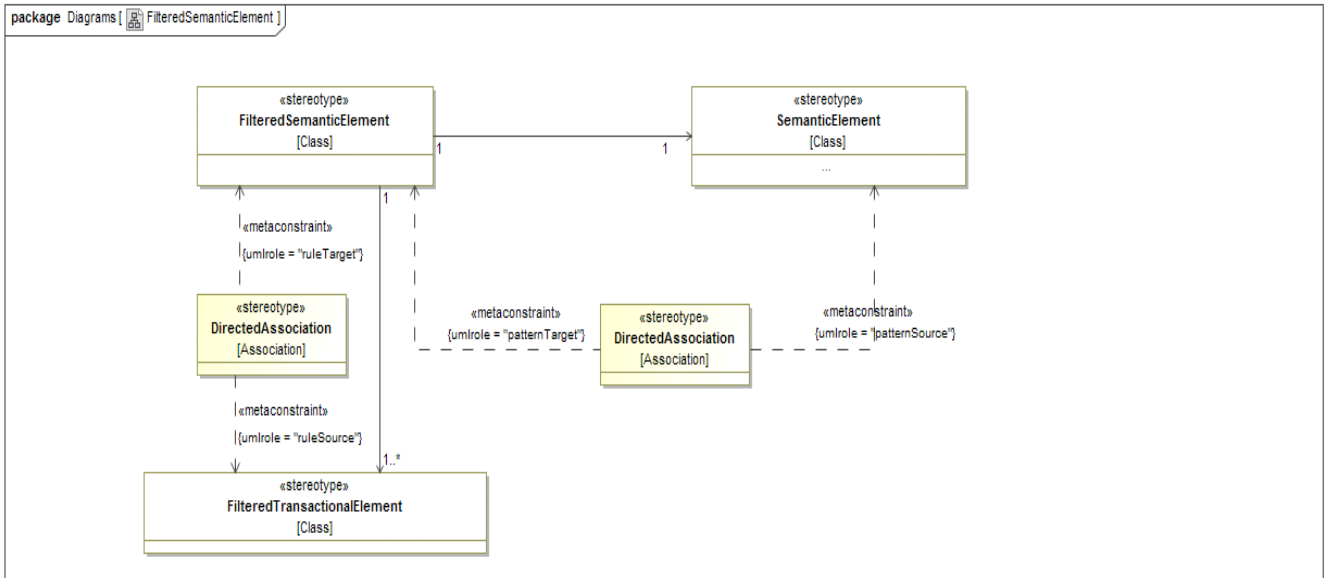 package Diagrams [ FilteredSemanticElement ]
«stereotype»
FilteredSemanticElement
[Class]
«stereotype»
SemanticElement
[Class]
...
1
1
1
«metaconstraint»
{umlrole = "ruleTarget"}
«stereotype»
DirectedAssociation
[Association]
«metaconstraint»
{umlrole = "patternTarget"}
«stereotype»
DirectedAssociation
[Association]
«metaconstraint»
{umlrole = "patternSource"}
«metaconstraint»
{umlrole = "ruleSource"}
1..*
«stereotype»
FilteredTransactionalElement
[Class]